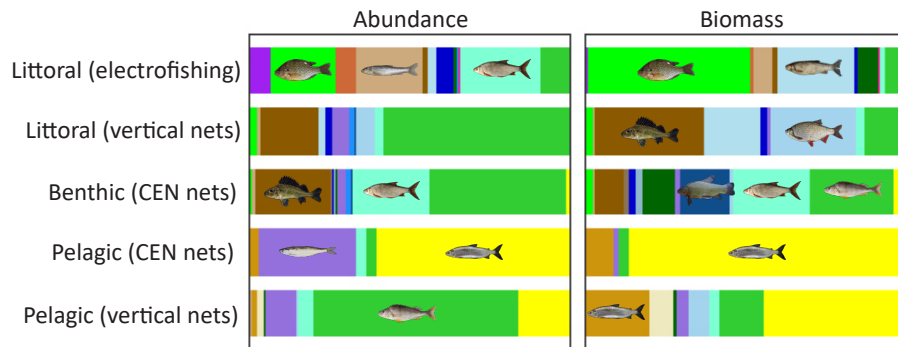 Abundance
Biomass
Littoral (electrofishing)
Littoral (vertical nets)
Benthic (CEN nets)
Pelagic (CEN nets)
Pelagic (vertical nets)